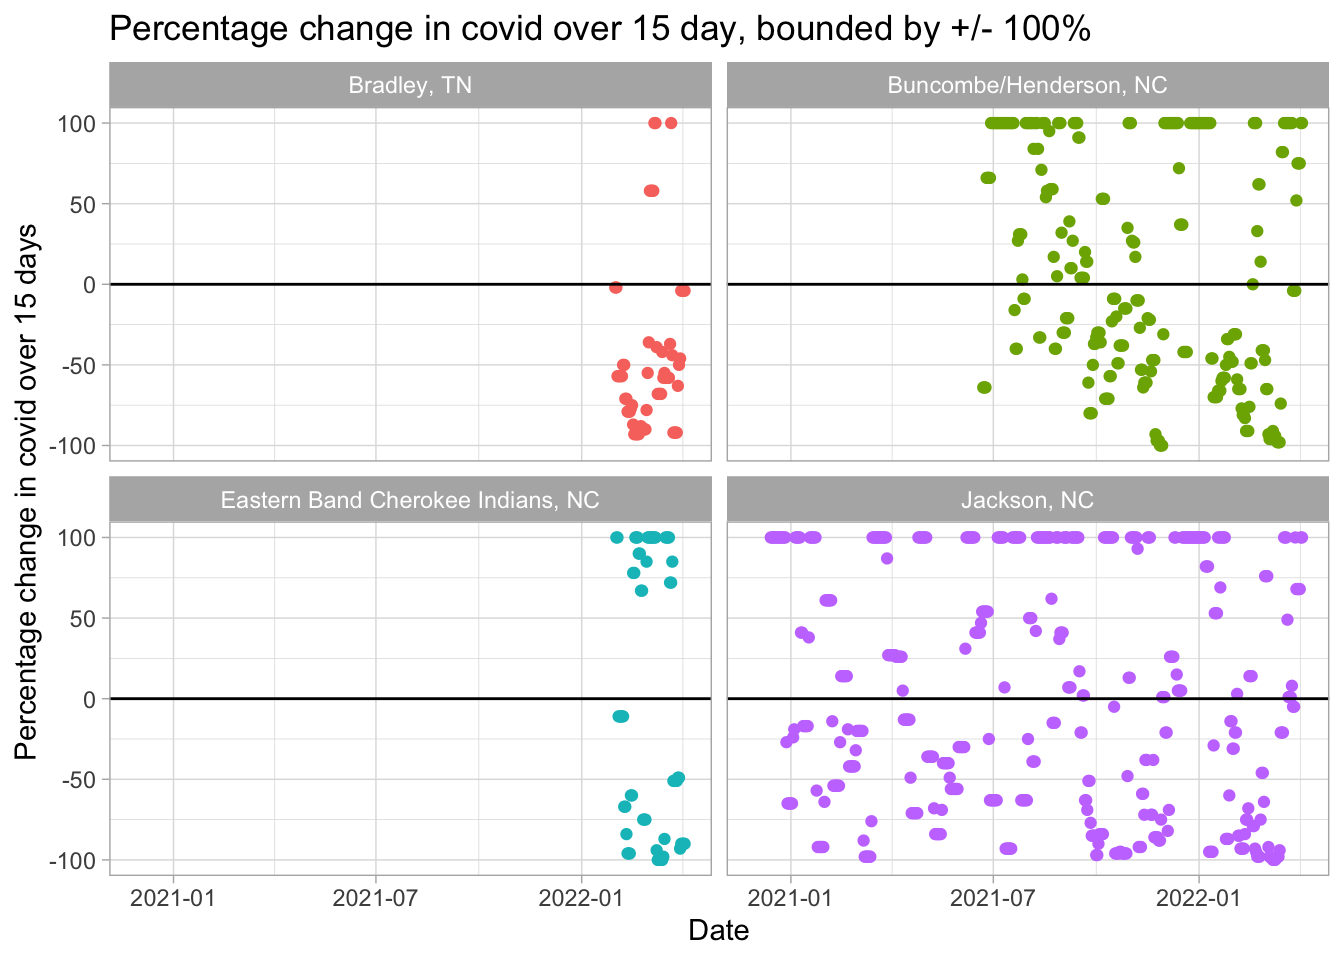 Percentage change in covid over 15 day, bounded by +/- 100%
Percentage change in covid over 15 days
Bradley, TN
Buncombe/Henderson, NC
100
50
0
-50
-100
Eastern Band Cherokee Indians, NC
Jackson, NC
100
50
0
-50
-100
2021-01
2021-07
2022-01
2021-01
2021-07
2022-01
Date